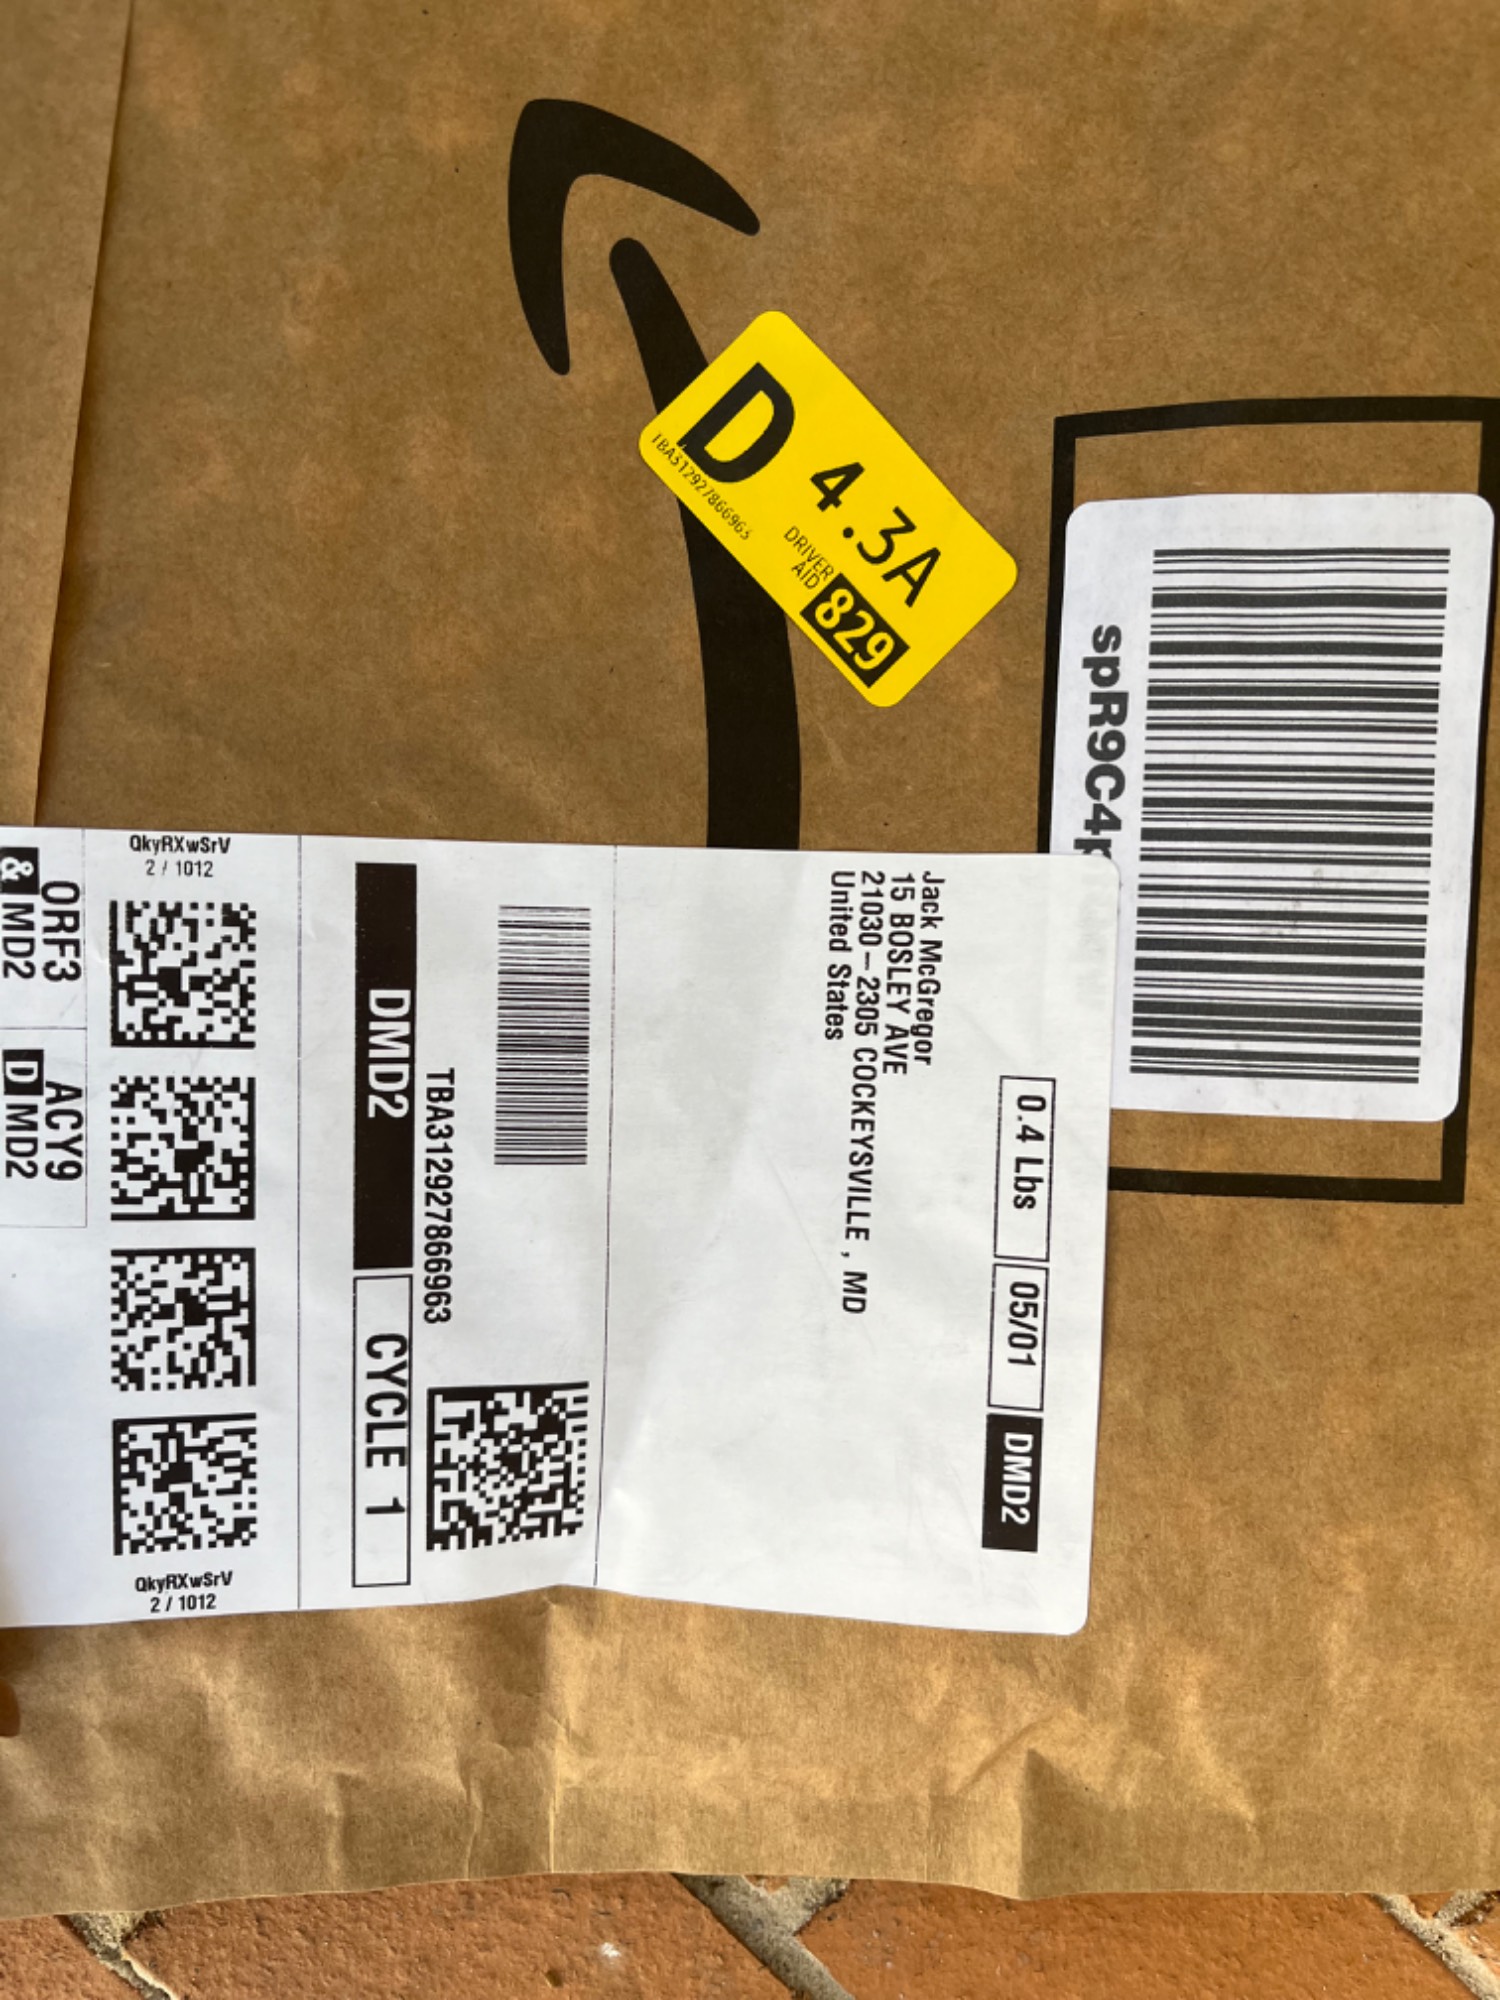 D 4.3A
TBA312927866963
DRIVER
AID
829
spR9C4
0.4 Lbs 05/01 DMD2
Jack McGregor
15 BOSLEY AVE
21030-2305 COCKEYSVILLE , MD
United States
TBA312927866963
DMD2 CYCLE 1
QkyRXwSrV
2 / 1012
QkyRXwSrV
2 / 1012
ORF3 ACY9
& MD2 D MD2